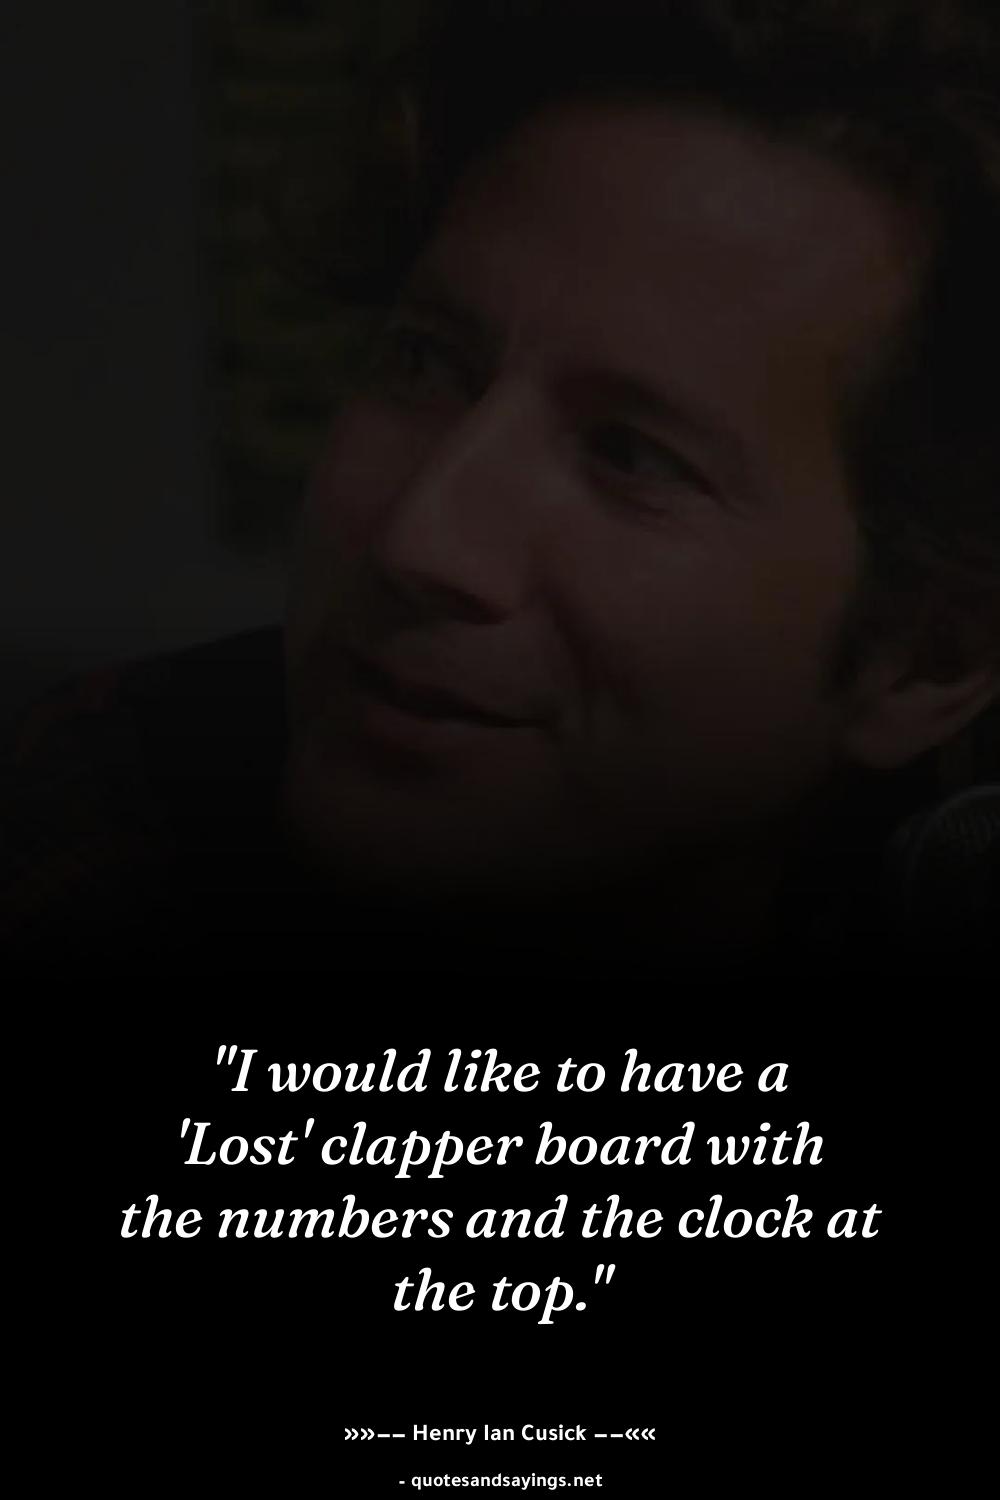 "I would like to have a
'Lost' clapper board with
the numbers and the clock at
the top."
»»–– Henry Ian Cusick ––««
- quotesandsayings.net